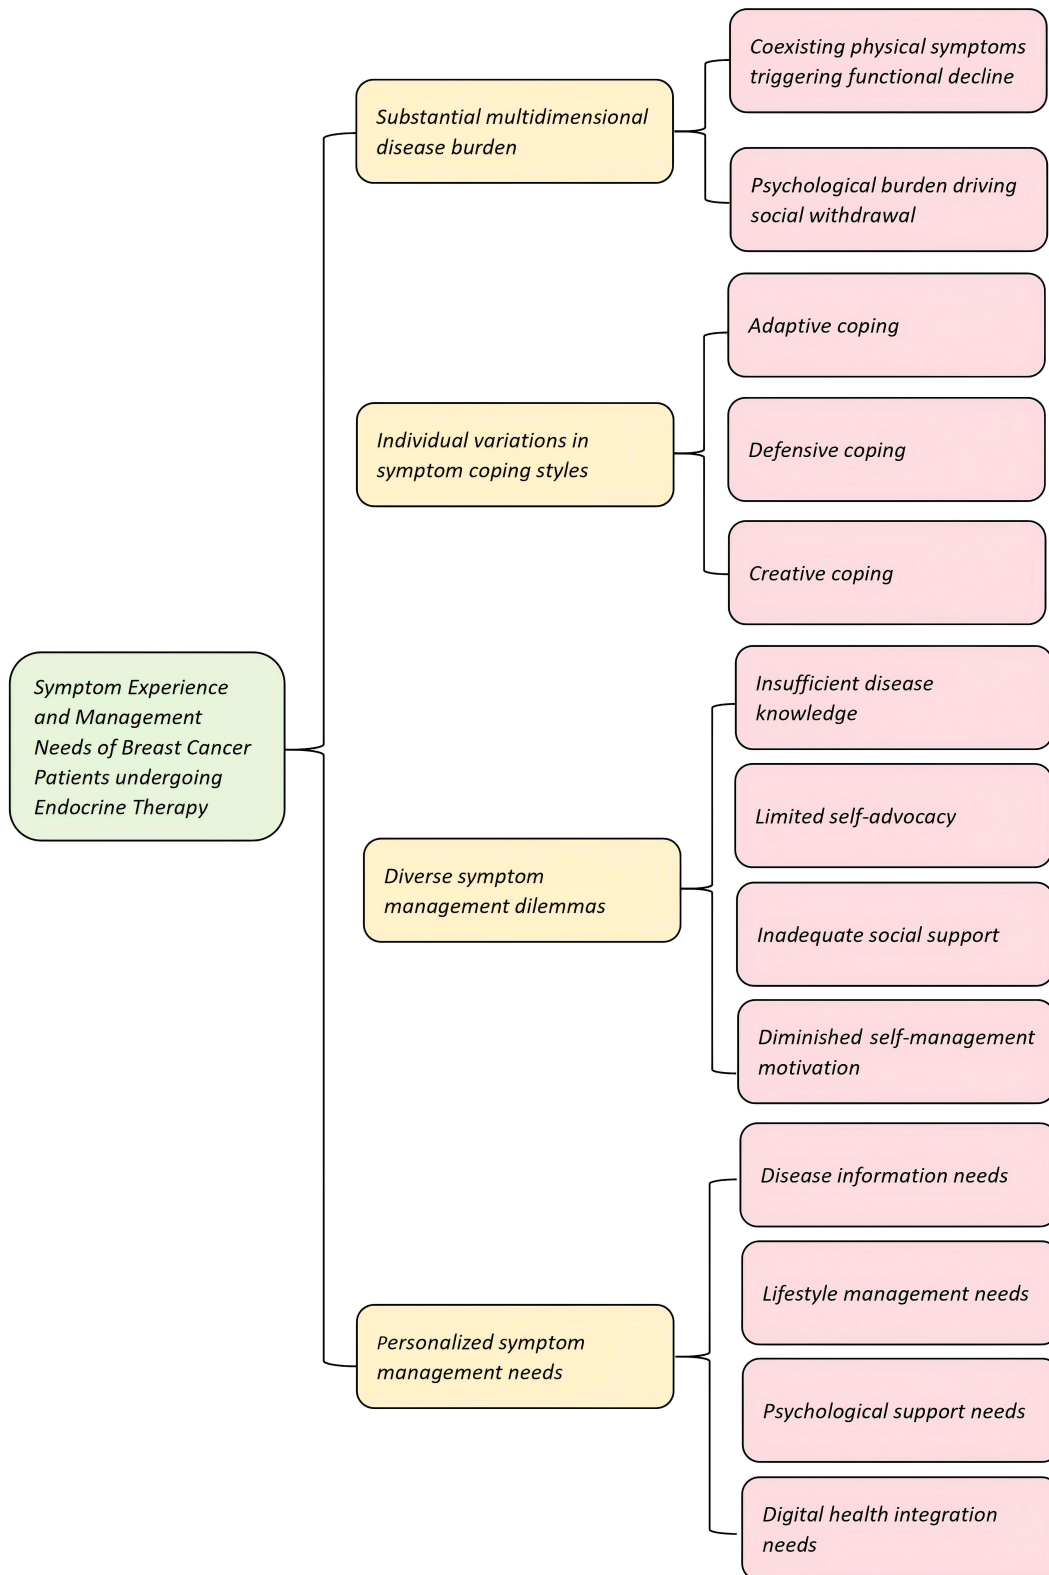 Symptom Experience
and Management
Needs of Breast Cancer
Patients undergoing
Endocrine Therapy
Substantial multidimensional
disease burden
Coexisting physical symptoms
triggering functional decline
Psychological burden driving
social withdrawal
Individual variations in
symptom coping styles
Adaptive coping
Defensive coping
Creative coping
Diverse symptom
management dilemmas
Insufficient disease
knowledge
Limited self-advocacy
Inadequate social support
Diminished self-management
motivation
Personalized symptom
management needs
Disease information needs
Lifestyle management needs
Psychological support needs
Digital health integration
needs